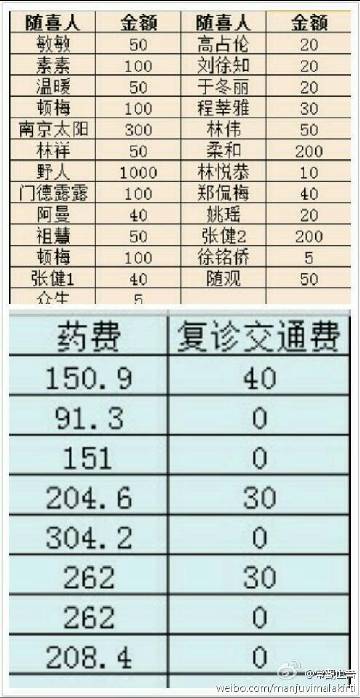 随喜人 金额 随喜人 金额
敏敏 50 高占伦 20
素素 100 刘徐知 20
温暖 50 于冬丽 20
顿梅 100 程莘雅 30
南京太阳 300 林伟 50
林祥 50 柔和 200
野人 1000 林悦恭 10
门德露露 100 郑侃梅 40
阿曼 40 姚瑶 20
祖慧 50 张健2 200
顿梅 100 徐铭侨 5
张健1 40 随观 50
众生 5
药费 复诊交通费
150.9 40
91.3 0
151 0
204.6 30
304.2 0
262 30
262 0
208.4 0
weibo.com/manjuvimalakirti